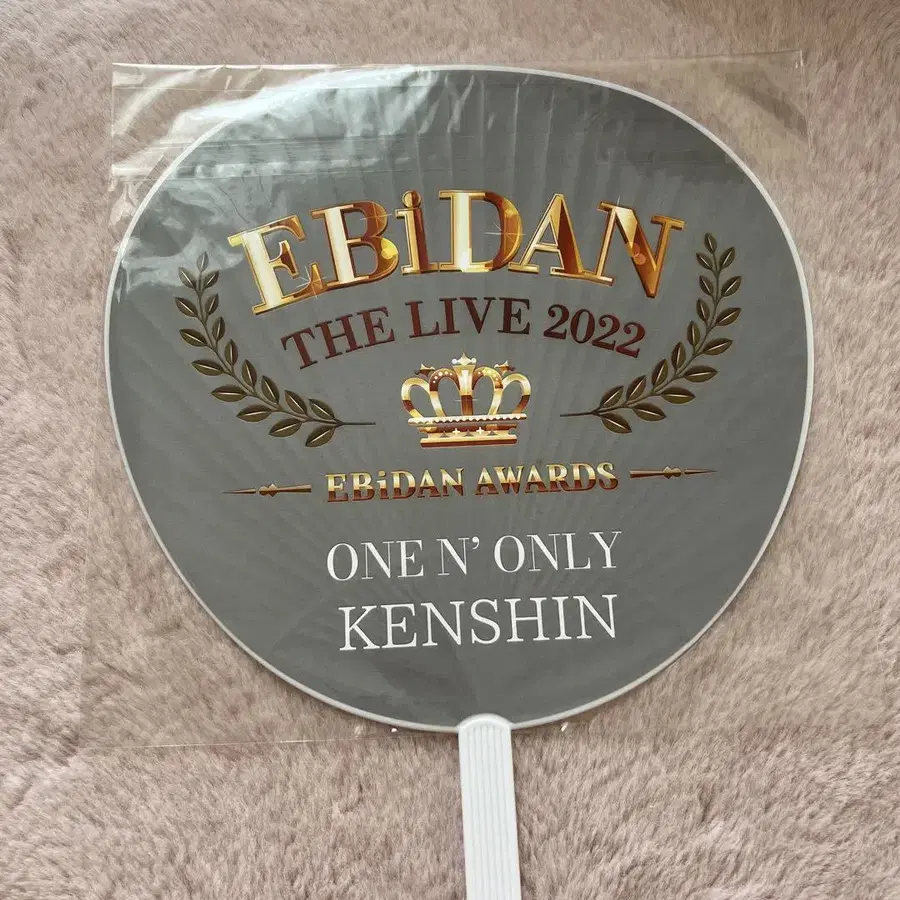 EBiDAN
THE LIVE 2022
EBiDAN AWARDS
ONE N' ONLY
KENSHIN